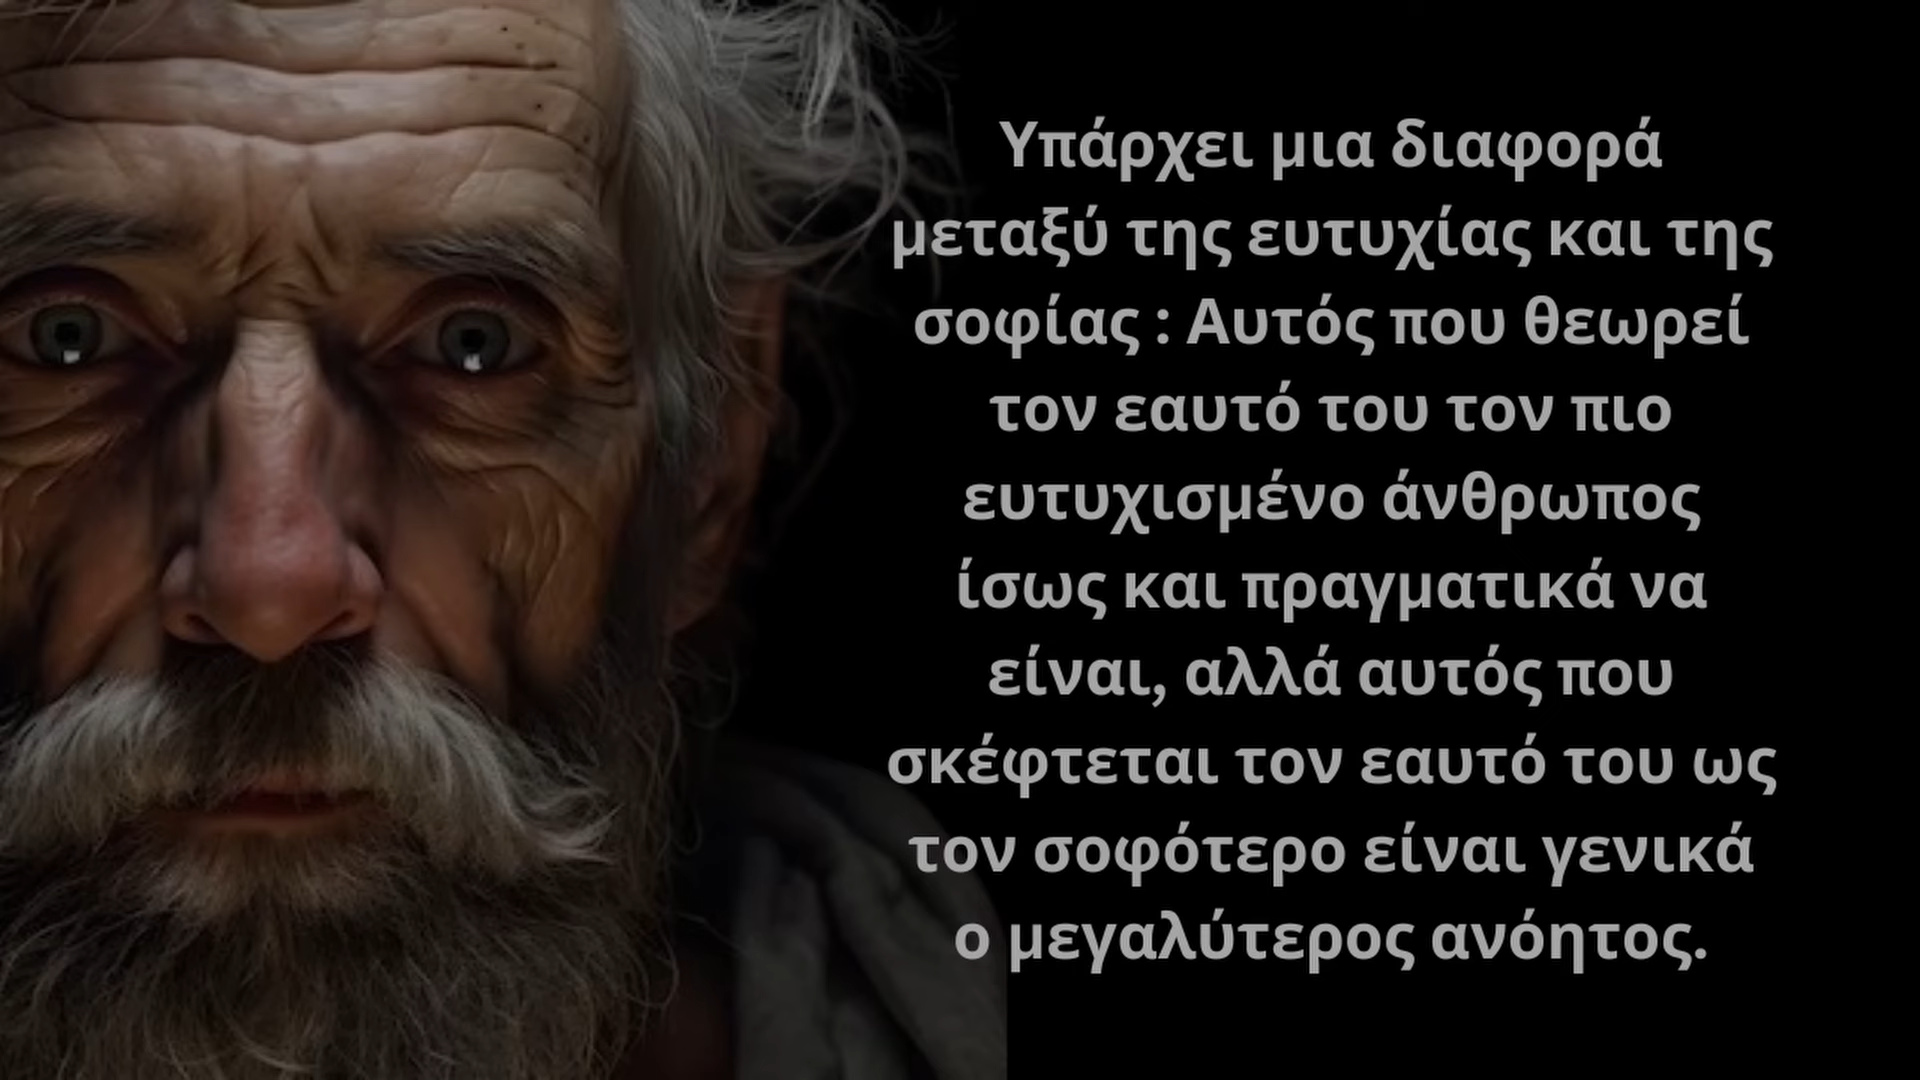 Υπάρχει μια διαφορά
μεταξύ της ευτυχίας και της
σοφίας : Αυτός που θεωρεί
τον εαυτό του τον πιο
ευτυχισμένο άνθρωπος
ίσως και πραγματικά να
είναι, αλλά αυτός που
σκέφτεται τον εαυτό του ως
τον σοφότερο είναι γενικά
ο μεγαλύτερος ανόητος.